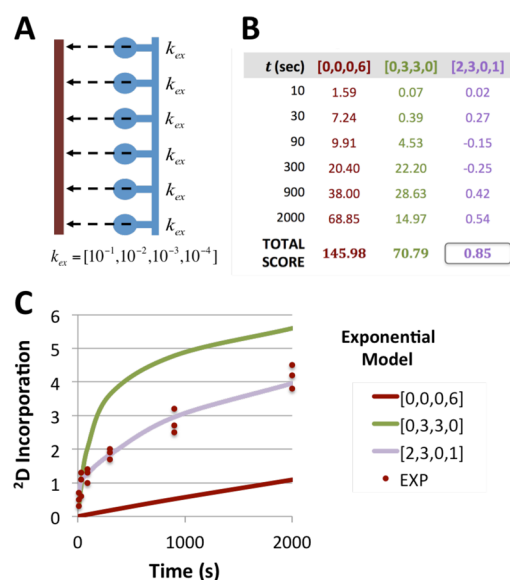 A
k_ex
k_ex
k_ex
k_ex
k_ex
k_ex
k_ex = [10⁻¹,10⁻²,10⁻³,10⁻⁴]
B
t (sec) [0,0,0,6] [0,3,3,0] [2,3,0,1]
10 1.59 0.07 0.02
30 7.24 0.39 0.27
90 9.91 4.53 -0.15
300 20.40 22.20 -0.25
900 38.00 28.63 0.42
2000 68.85 14.97 0.54
TOTAL SCORE 145.98 70.79 0.85
C
6
5
4
3
2
1
0
²D Incorporation
0 1000 2000
Time (s)
Exponential
Model
[0,0,0,6]
[0,3,3,0]
[2,3,0,1]
EXP